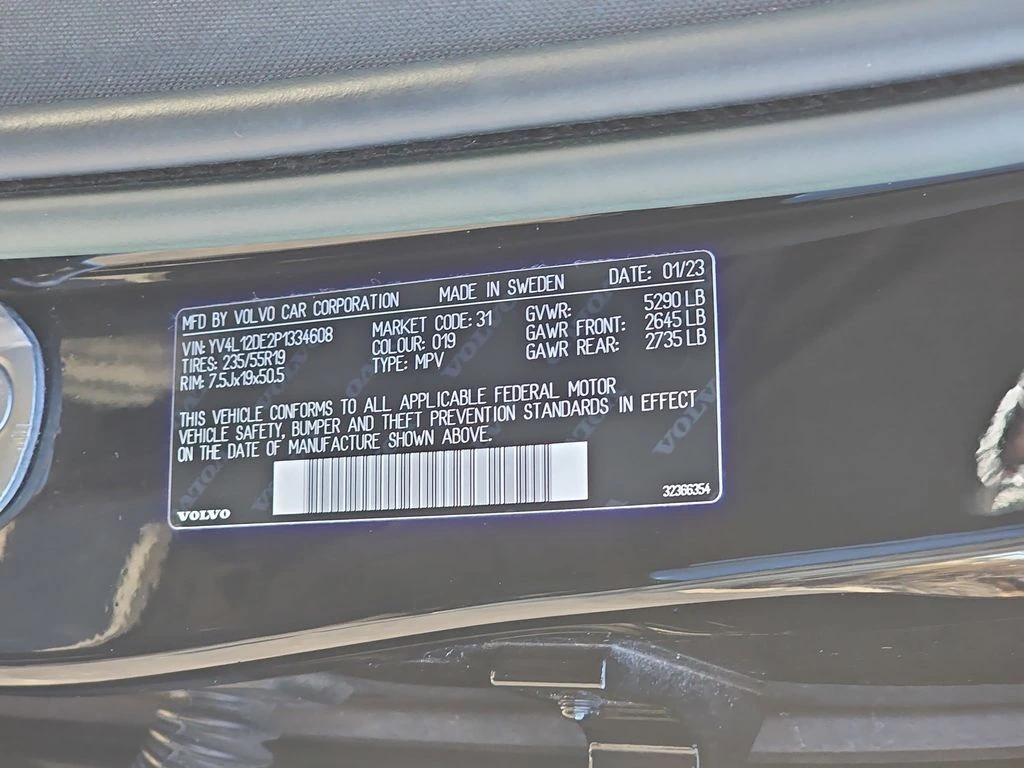 MFD BY VOLVO CAR CORPORATION MADE IN SWEDEN DATE: 01/23
VIN: YV4L12DE2P1334608 MARKET CODE: 31 GVWR: 5290 LB
TIRES: 235/55R19 COLOUR: 019 GAWR FRONT: 2645 LB
RIM: 7.5Jx19x50.5 TYPE: MPV GAWR REAR: 2735 LB
THIS VEHICLE CONFORMS TO ALL APPLICABLE FEDERAL MOTOR
VEHICLE SAFETY, BUMPER AND THEFT PREVENTION STANDARDS IN EFFECT
ON THE DATE OF MANUFACTURE SHOWN ABOVE.
VOLVO
VOLVO 32366354